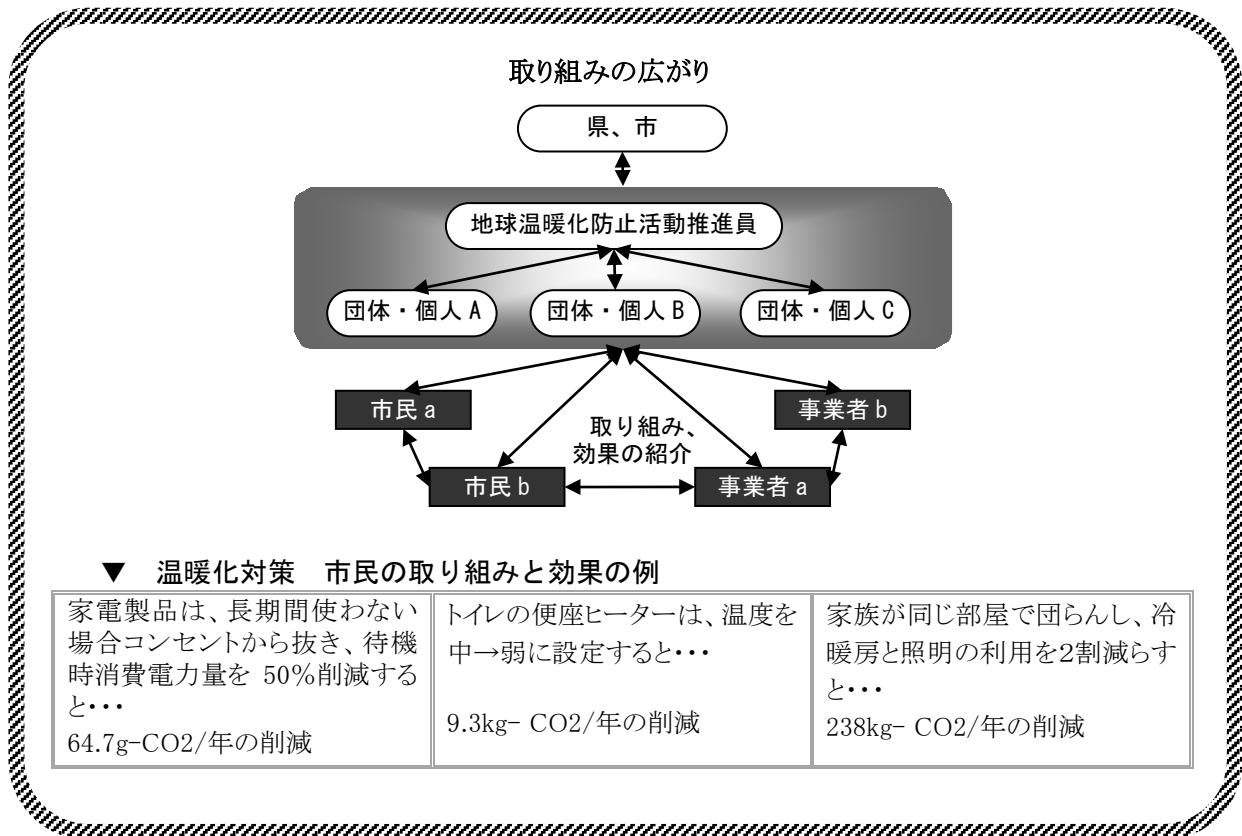 取り組みの広がり
県、市
地球温暖化防止活動推進員
団体・個人 A
団体・個人 B
団体・個人 C
市民 a
事業者 b
取り組み、
効果の紹介
市民 b
事業者 a
▼　温暖化対策　市民の取り組みと効果の例
家電製品は、長期間使わない
場合コンセントから抜き、待機
時消費電力量を 50%削減する
と・・・
64.7g-CO2/年の削減
トイレの便座ヒーターは、温度を
中→弱に設定すると・・・
9.3kg- CO2/年の削減
家族が同じ部屋で団らんし、冷
暖房と照明の利用を2割減らす
と・・・
238kg- CO2/年の削減